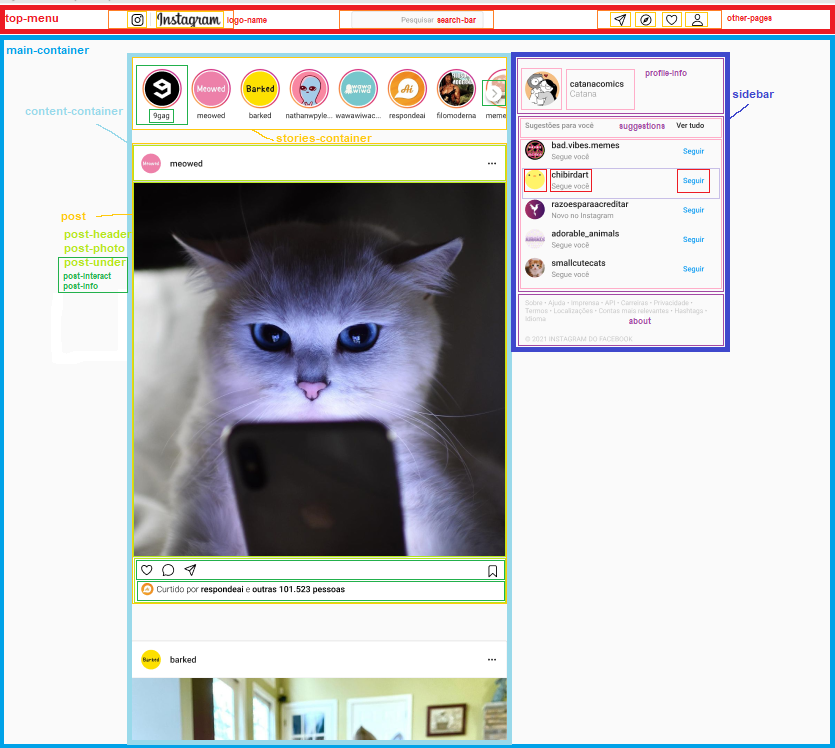 top-menu
Instagram
logo-name
Pesquisar
search-bar
other-pages
main-container
content-container
9gag
meowed
barked
nathanwpyle...
wawawiwac...
respondeai
filomoderna
meme
Meowed
Barked
wawa
wiwa
Ai
stories-container
profile-info
catanacomics
Catana
sidebar
Sugestões para você
suggestions
Ver tudo
bad.vibes.memes
Segue você
Seguir
chibirdart
Segue você
Seguir
razoesparaacreditar
Novo no Instagram
Seguir
adorable_animals
Segue você
Seguir
smallcutecats
Segue você
Seguir
Sobre • Ajuda • Imprensa • API • Carreiras • Privacidade •
Termos • Localizações • Contas mais relevantes • Hashtags •
Idioma
about
© 2021 INSTAGRAM DO FACEBOOK
meowed
post
post-header
post-photo
post-under
post-interact
post-info
Curtido por respondeai e outras 101.523 pessoas
Barked
barked